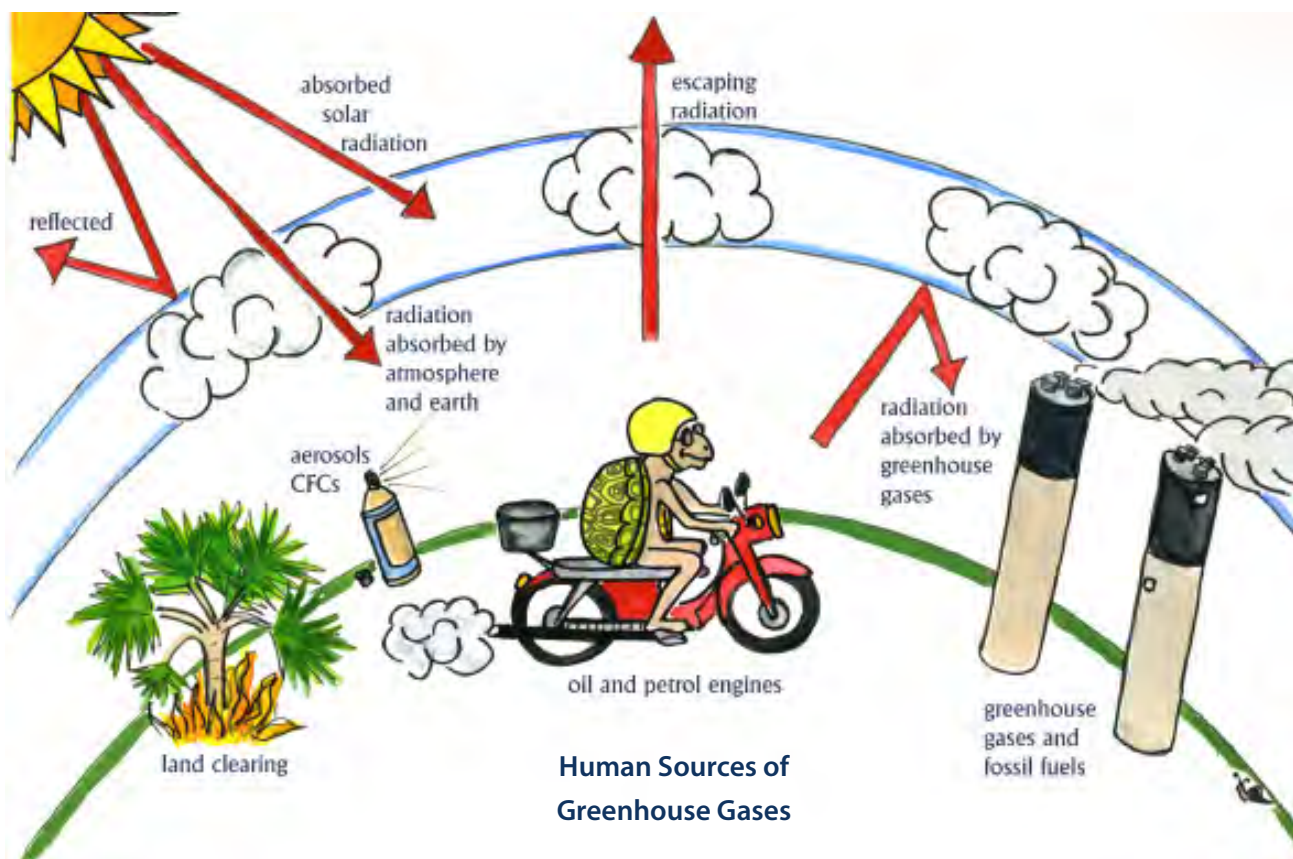 absorbed
solar
radiation
escaping
radiation
reflected
radiation
absorbed by
atmosphere
and earth
radiation
absorbed by
greenhouse
gases
aerosols
CFCs
oil and petrol engines
land clearing
greenhouse
gases and
fossil fuels
Human Sources of
Greenhouse Gases